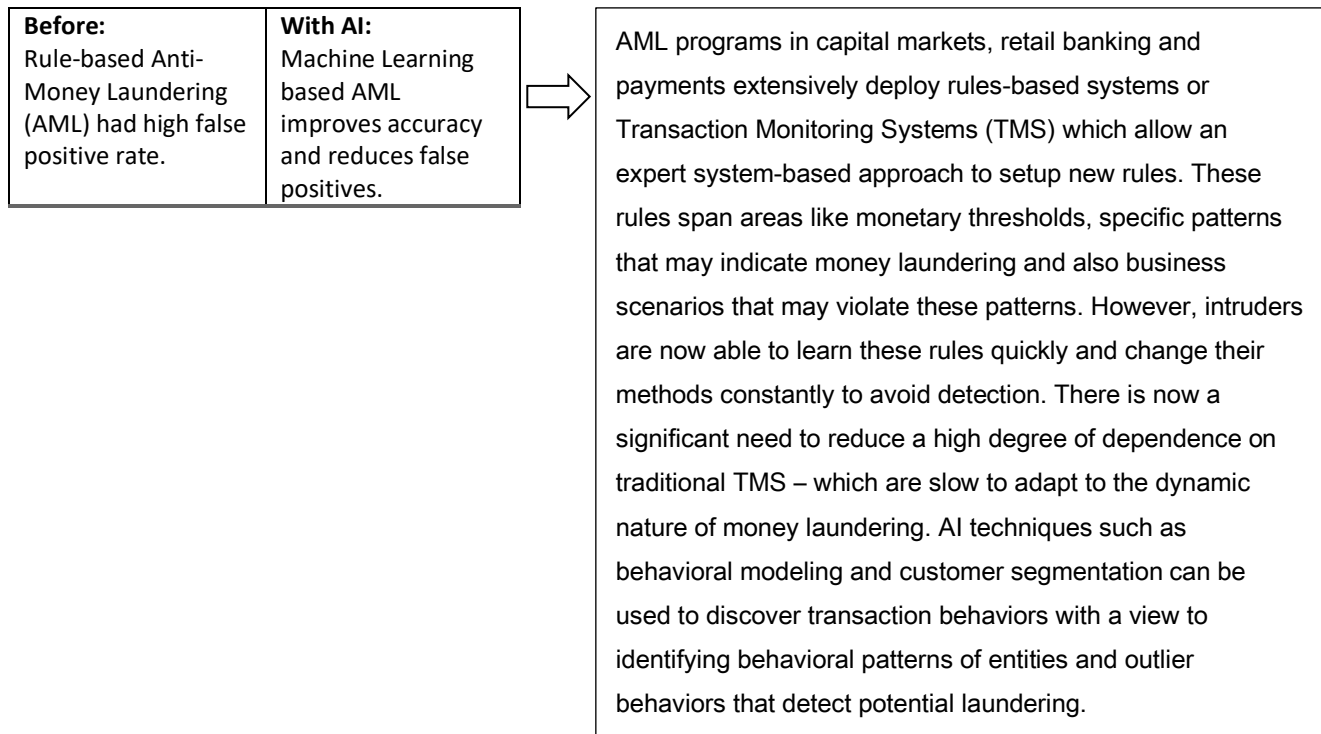 Before:
Rule-based Anti-
Money Laundering
(AML) had high false
positive rate.
With AI:
Machine Learning
based AML
improves accuracy
and reduces false
positives.
AML programs in capital markets, retail banking and
payments extensively deploy rules-based systems or
Transaction Monitoring Systems (TMS) which allow an
expert system-based approach to setup new rules. These
rules span areas like monetary thresholds, specific patterns
that may indicate money laundering and also business
scenarios that may violate these patterns. However, intruders
are now able to learn these rules quickly and change their
methods constantly to avoid detection. There is now a
significant need to reduce a high degree of dependence on
traditional TMS – which are slow to adapt to the dynamic
nature of money laundering. AI techniques such as
behavioral modeling and customer segmentation can be
used to discover transaction behaviors with a view to
identifying behavioral patterns of entities and outlier
behaviors that detect potential laundering.